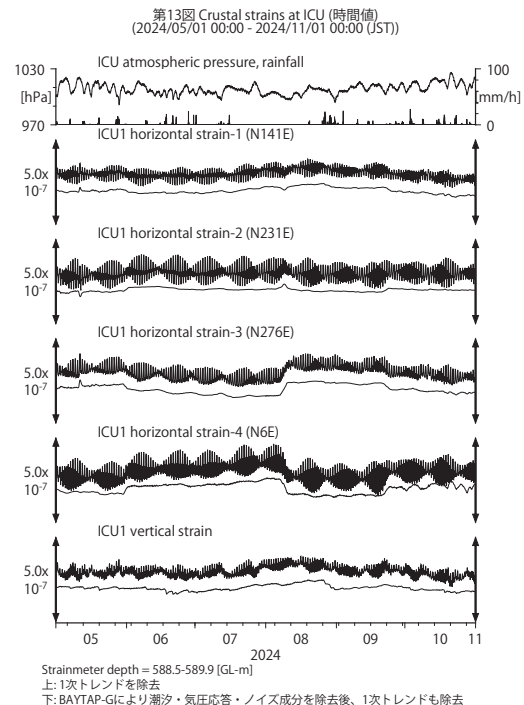 第13図 Crustal strains at ICU (時間値)
(2024/05/01 00:00 - 2024/11/01 00:00 (JST))
ICU atmospheric pressure, rainfall
1030
100
[hPa]
[mm/h]
970
0
ICU1 horizontal strain-1 (N141E)
5.0x
10-7
ICU1 horizontal strain-2 (N231E)
5.0x
10-7
ICU1 horizontal strain-3 (N276E)
5.0x
10-7
ICU1 horizontal strain-4 (N6E)
5.0x
10-7
ICU1 vertical strain
5.0x
10-7
05 06 07 08 09 10 11
2024
Strainmeter depth = 588.5-589.9 [GL-m]
上: 1次トレンドを除去
下: BAYTAP-Gにより潮汐・気圧応答・ノイズ成分を除去後、1次トレンドも除去